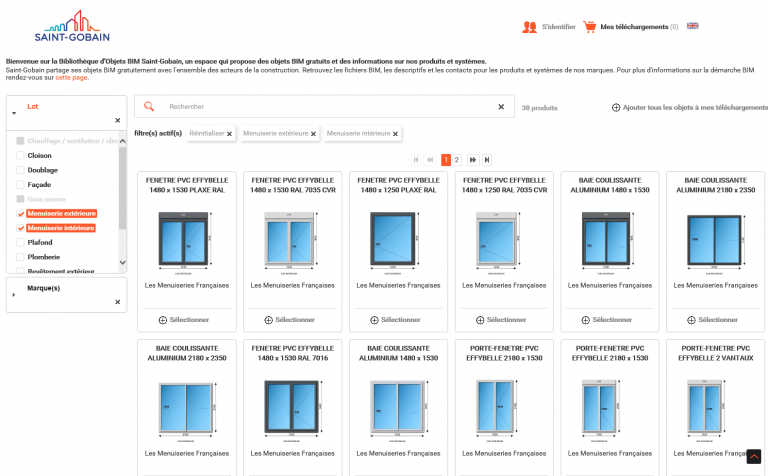 SAINT-GOBAIN
S'identifier
Mes téléchargements (0)
Bienvenue sur la Bibliothèque d'Objets BIM Saint-Gobain, un espace qui propose des objets BIM gratuits et des informations sur nos produits et systèmes.
Saint-Gobain partage ses objets BIM gratuitement avec l'ensemble des acteurs de la construction. Retrouvez les fichiers BIM, les descriptifs et les contacts pour les produits et systèmes de nos marques. Pour plus d'informations sur la démarche BIM
rendez-vous sur cette page.
Lot
Chauffage / ventilation / clim
Cloison
Doublage
Façade
Gros oeuvre
Menuiserie extérieure
Menuiserie intérieure
Plafond
Plomberie
Revêtement extérieur
Marque(s)
Rechercher
38 produits
Ajouter tous les objets à mes téléchargements
filtre(s) actif(s)
Réinitialiser
Menuiserie extérieure
Menuiserie intérieure
1 2
FENETRE PVC EFFYBELLE
1480 x 1530 PLAXE RAL
Les Menuiseries Françaises
Sélectionner
FENETRE PVC EFFYBELLE
1480 x 1530 RAL 7035 CVR
Les Menuiseries Françaises
Sélectionner
FENETRE PVC EFFYBELLE
1480 x 1250 PLAXE RAL
Les Menuiseries Françaises
Sélectionner
FENETRE PVC EFFYBELLE
1480 x 1250 RAL 7035 CVR
Les Menuiseries Françaises
Sélectionner
BAIE COULISSANTE
ALUMINIUM 1480 x 1530
Les Menuiseries Françaises
Sélectionner
BAIE COULISSANTE
ALUMINIUM 2180 x 2350
Les Menuiseries Françaises
Sélectionner
BAIE COULISSANTE
ALUMINIUM 2180 x 2350
Les Menuiseries Françaises
FENETRE PVC EFFYBELLE
1480 x 1530 RAL 7016
Les Menuiseries Françaises
BAIE COULISSANTE
ALUMINIUM 1480 x 1530
Les Menuiseries Françaises
PORTE-FENETRE PVC
EFFYBELLE 2180 x 1530
Les Menuiseries Françaises
PORTE-FENETRE PVC
EFFYBELLE 2180 x 1530
Les Menuiseries Françaises
PORTE-FENETRE PVC
EFFYBELLE 2 VANTAUX
Les Menuiseries Françaises